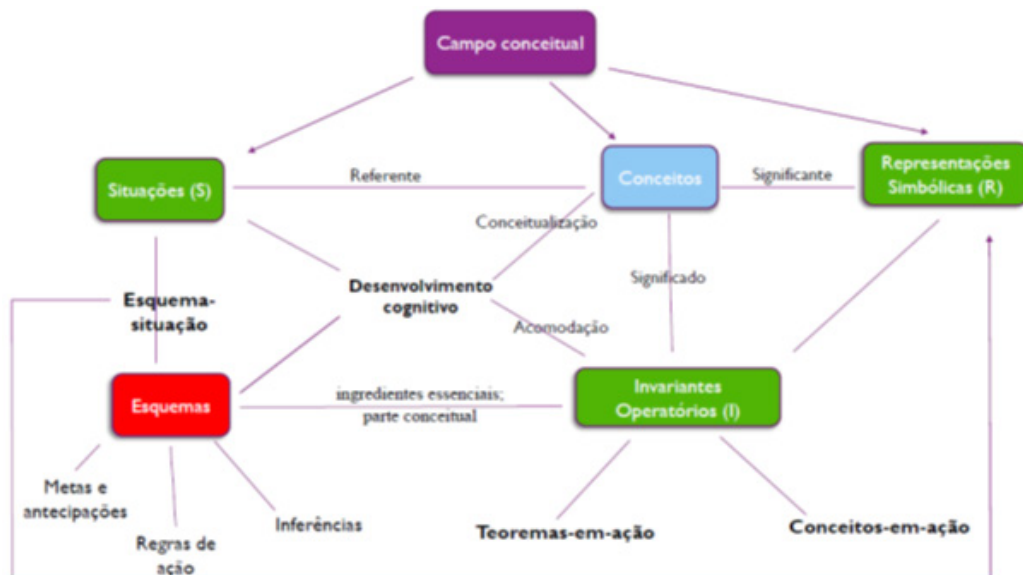 Campo conceitual
Situações (S)
Referente
Conceitos
Significante
Representações
Simbólicas (R)
Conceitualização
Desenvolvimento
cognitivo
Significado
Esquema-
situação
Acomodação
Esquemas
ingredientes essenciais;
parte conceitual
Invariantes
Operatórios (I)
Metas e
antecipações
Regras de
ação
Inferências
Teoremas-em-ação
Conceitos-em-ação